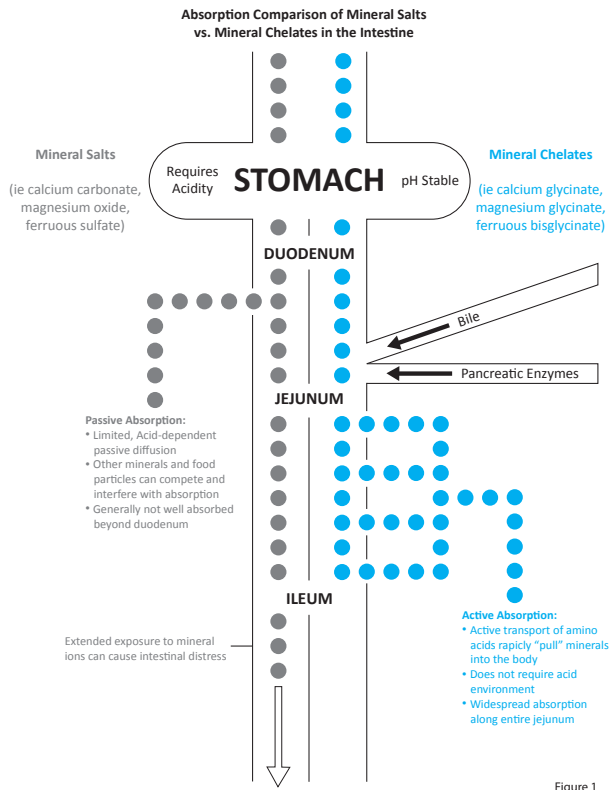 Absorption Comparison of Mineral Salts
vs. Mineral Chelates in the Intestine
Mineral Salts
(ie calcium carbonate,
magnesium oxide,
ferruous sulfate)
Requires
Acidity
STOMACH
pH Stable
Mineral Chelates
(ie calcium glycinate,
magnesium glycinate,
ferruous bisglycinate)
DUODENUM
Bile
Pancreatic Enzymes
JEJUNUM
Passive Absorption:
• Limited, Acid-dependent
passive diffusion
• Other minerals and food
particles can compete and
interfere with absorption
• Generally not well absorbed
beyond duodenum
ILEUM
Active Absorption:
• Active transport of amino
acids rapicly “pull” minerals
into the body
• Does not require acid
environment
• Widespread absorption
along entire jejunum
Extended exposure to mineral
ions can cause intestinal distress
Figure 1